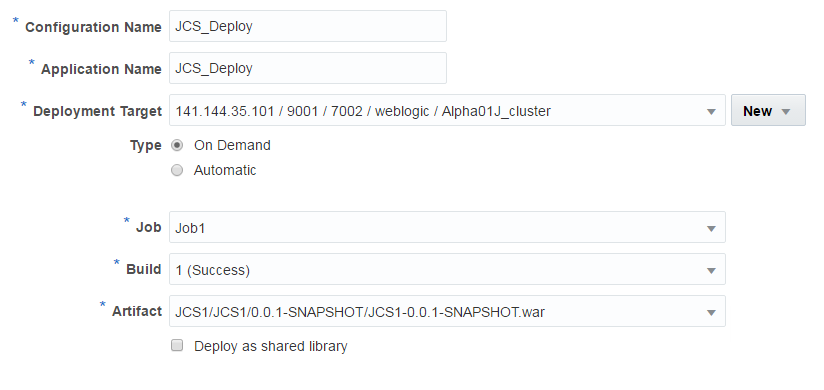 * Configuration Name JCS_Deploy
* Application Name JCS_Deploy
* Deployment Target 141.144.35.101 / 9001 / 7002 / weblogic / Alpha01J_cluster New
Type On Demand
Automatic
* Job Job1
* Build 1 (Success)
* Artifact JCS1/JCS1/0.0.1-SNAPSHOT/JCS1-0.0.1-SNAPSHOT.war
Deploy as shared library